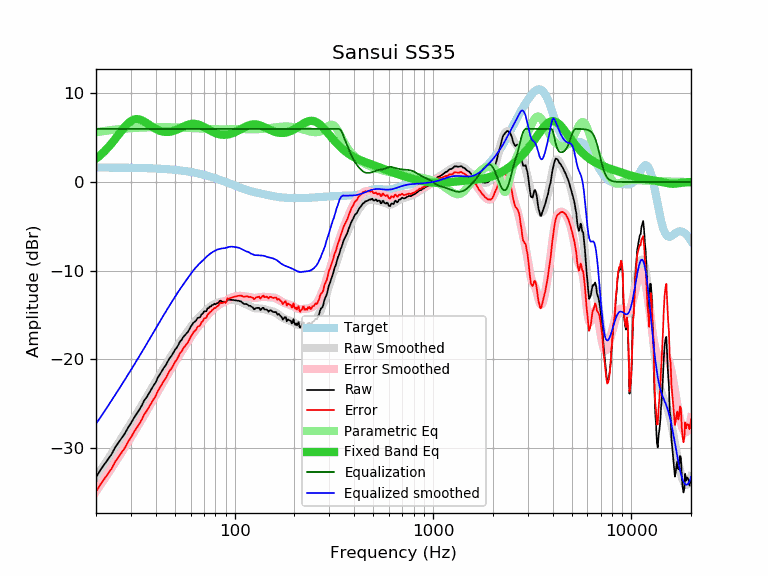 Sansui SS35
10
0
−10
−20
−30
Amplitude (dBr)
Target
Raw Smoothed
Error Smoothed
Raw
Error
Parametric Eq
Fixed Band Eq
Equalization
Equalized smoothed
100
1000
10000
Frequency (Hz)